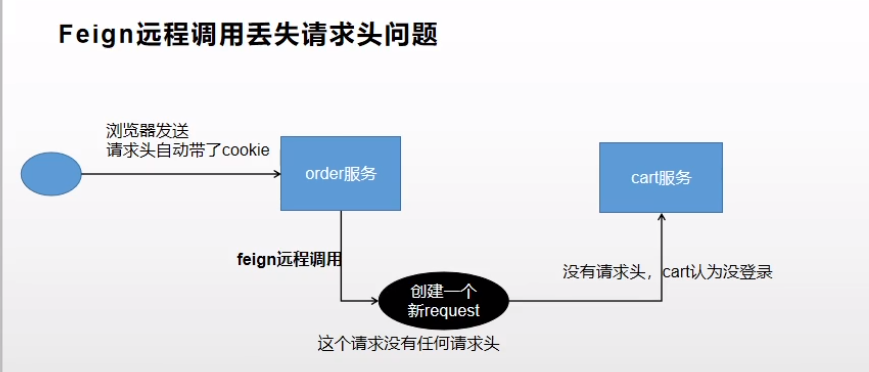 Feign远程调用丢失请求头问题
浏览器发送
请求头自动带了cookie
order服务
cart服务
feign远程调用
没有请求头，cart认为没登录
创建一个
新request
这个请求没有任何请求头